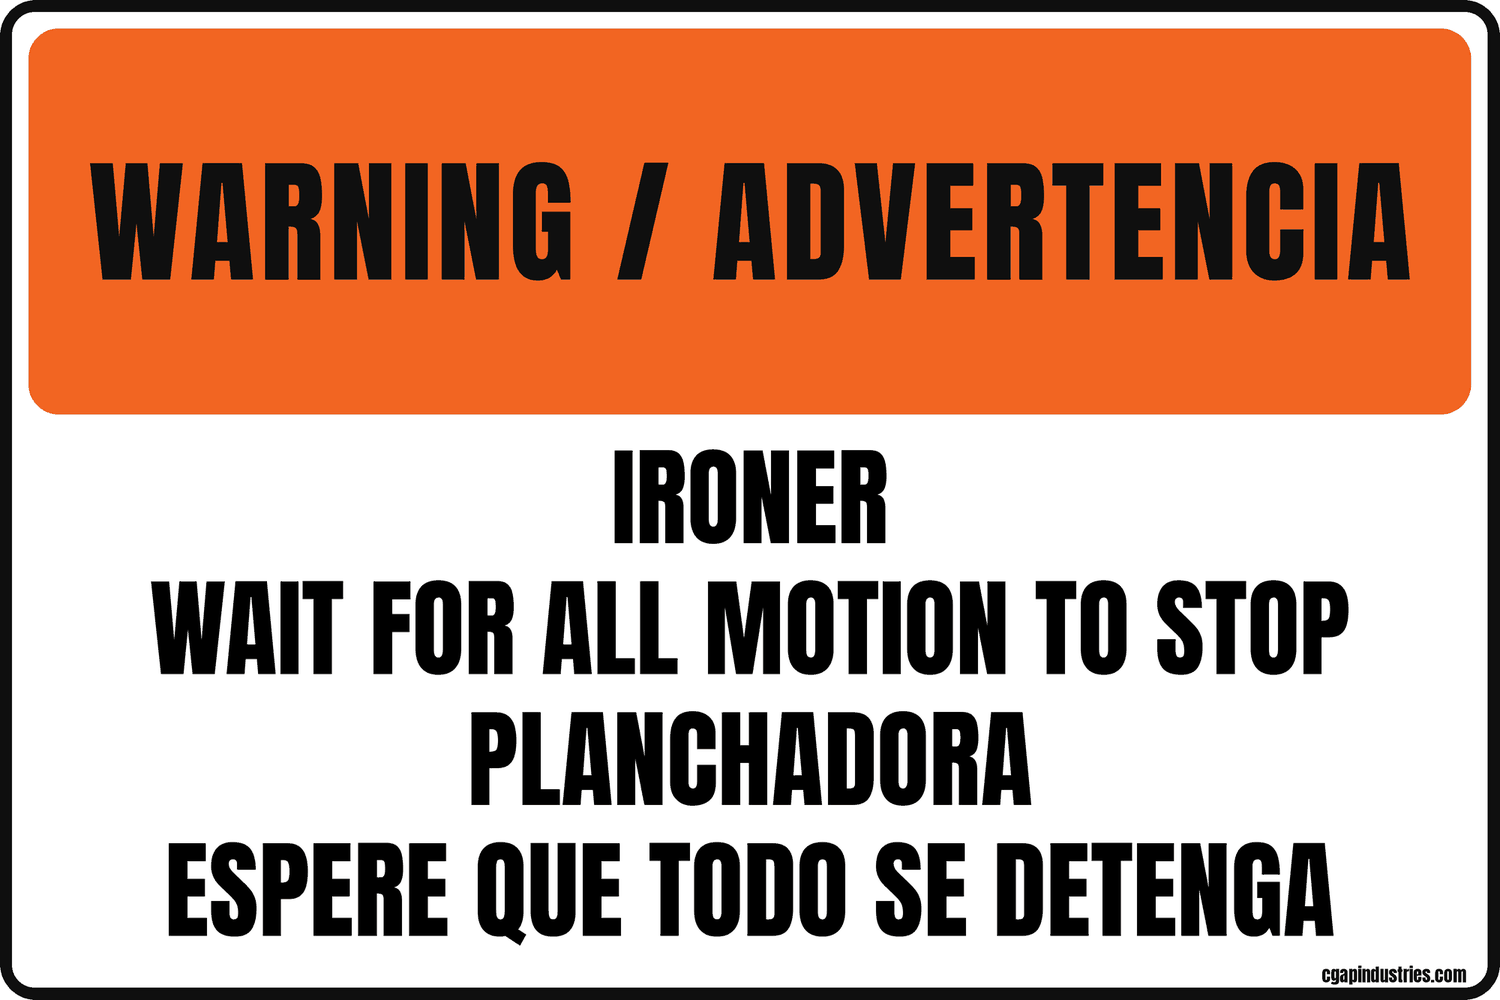 WARNING / ADVERTENCIA
IRONER
WAIT FOR ALL MOTION TO STOP
PLANCHADORA
ESPERE QUE TODO SE DETENGA
cgapindustries.com